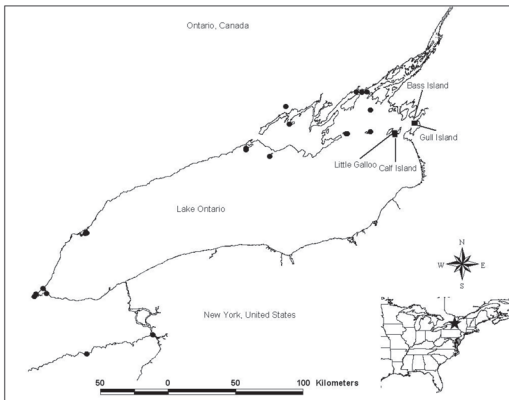 Ontario, Canada
Bass Island
Gull Island
Little Galloo
Calf Island
Lake Ontario
N
W E
S
New York, United States
50 0 50 100 Kilometers